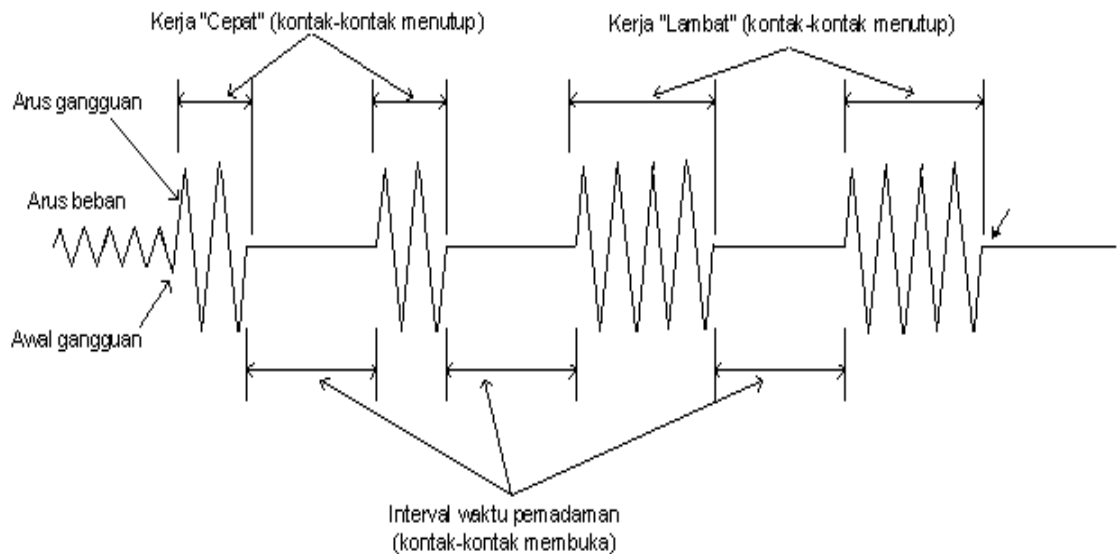 Kerja "Cepat" (kontak-kontak menutup)
Kerja "Lambat" (kontak-kontak menutup)
Arus gangguan
Arus beban
Awal gangguan
Interval waktu pemadaman
(kontak-kontak membuka)